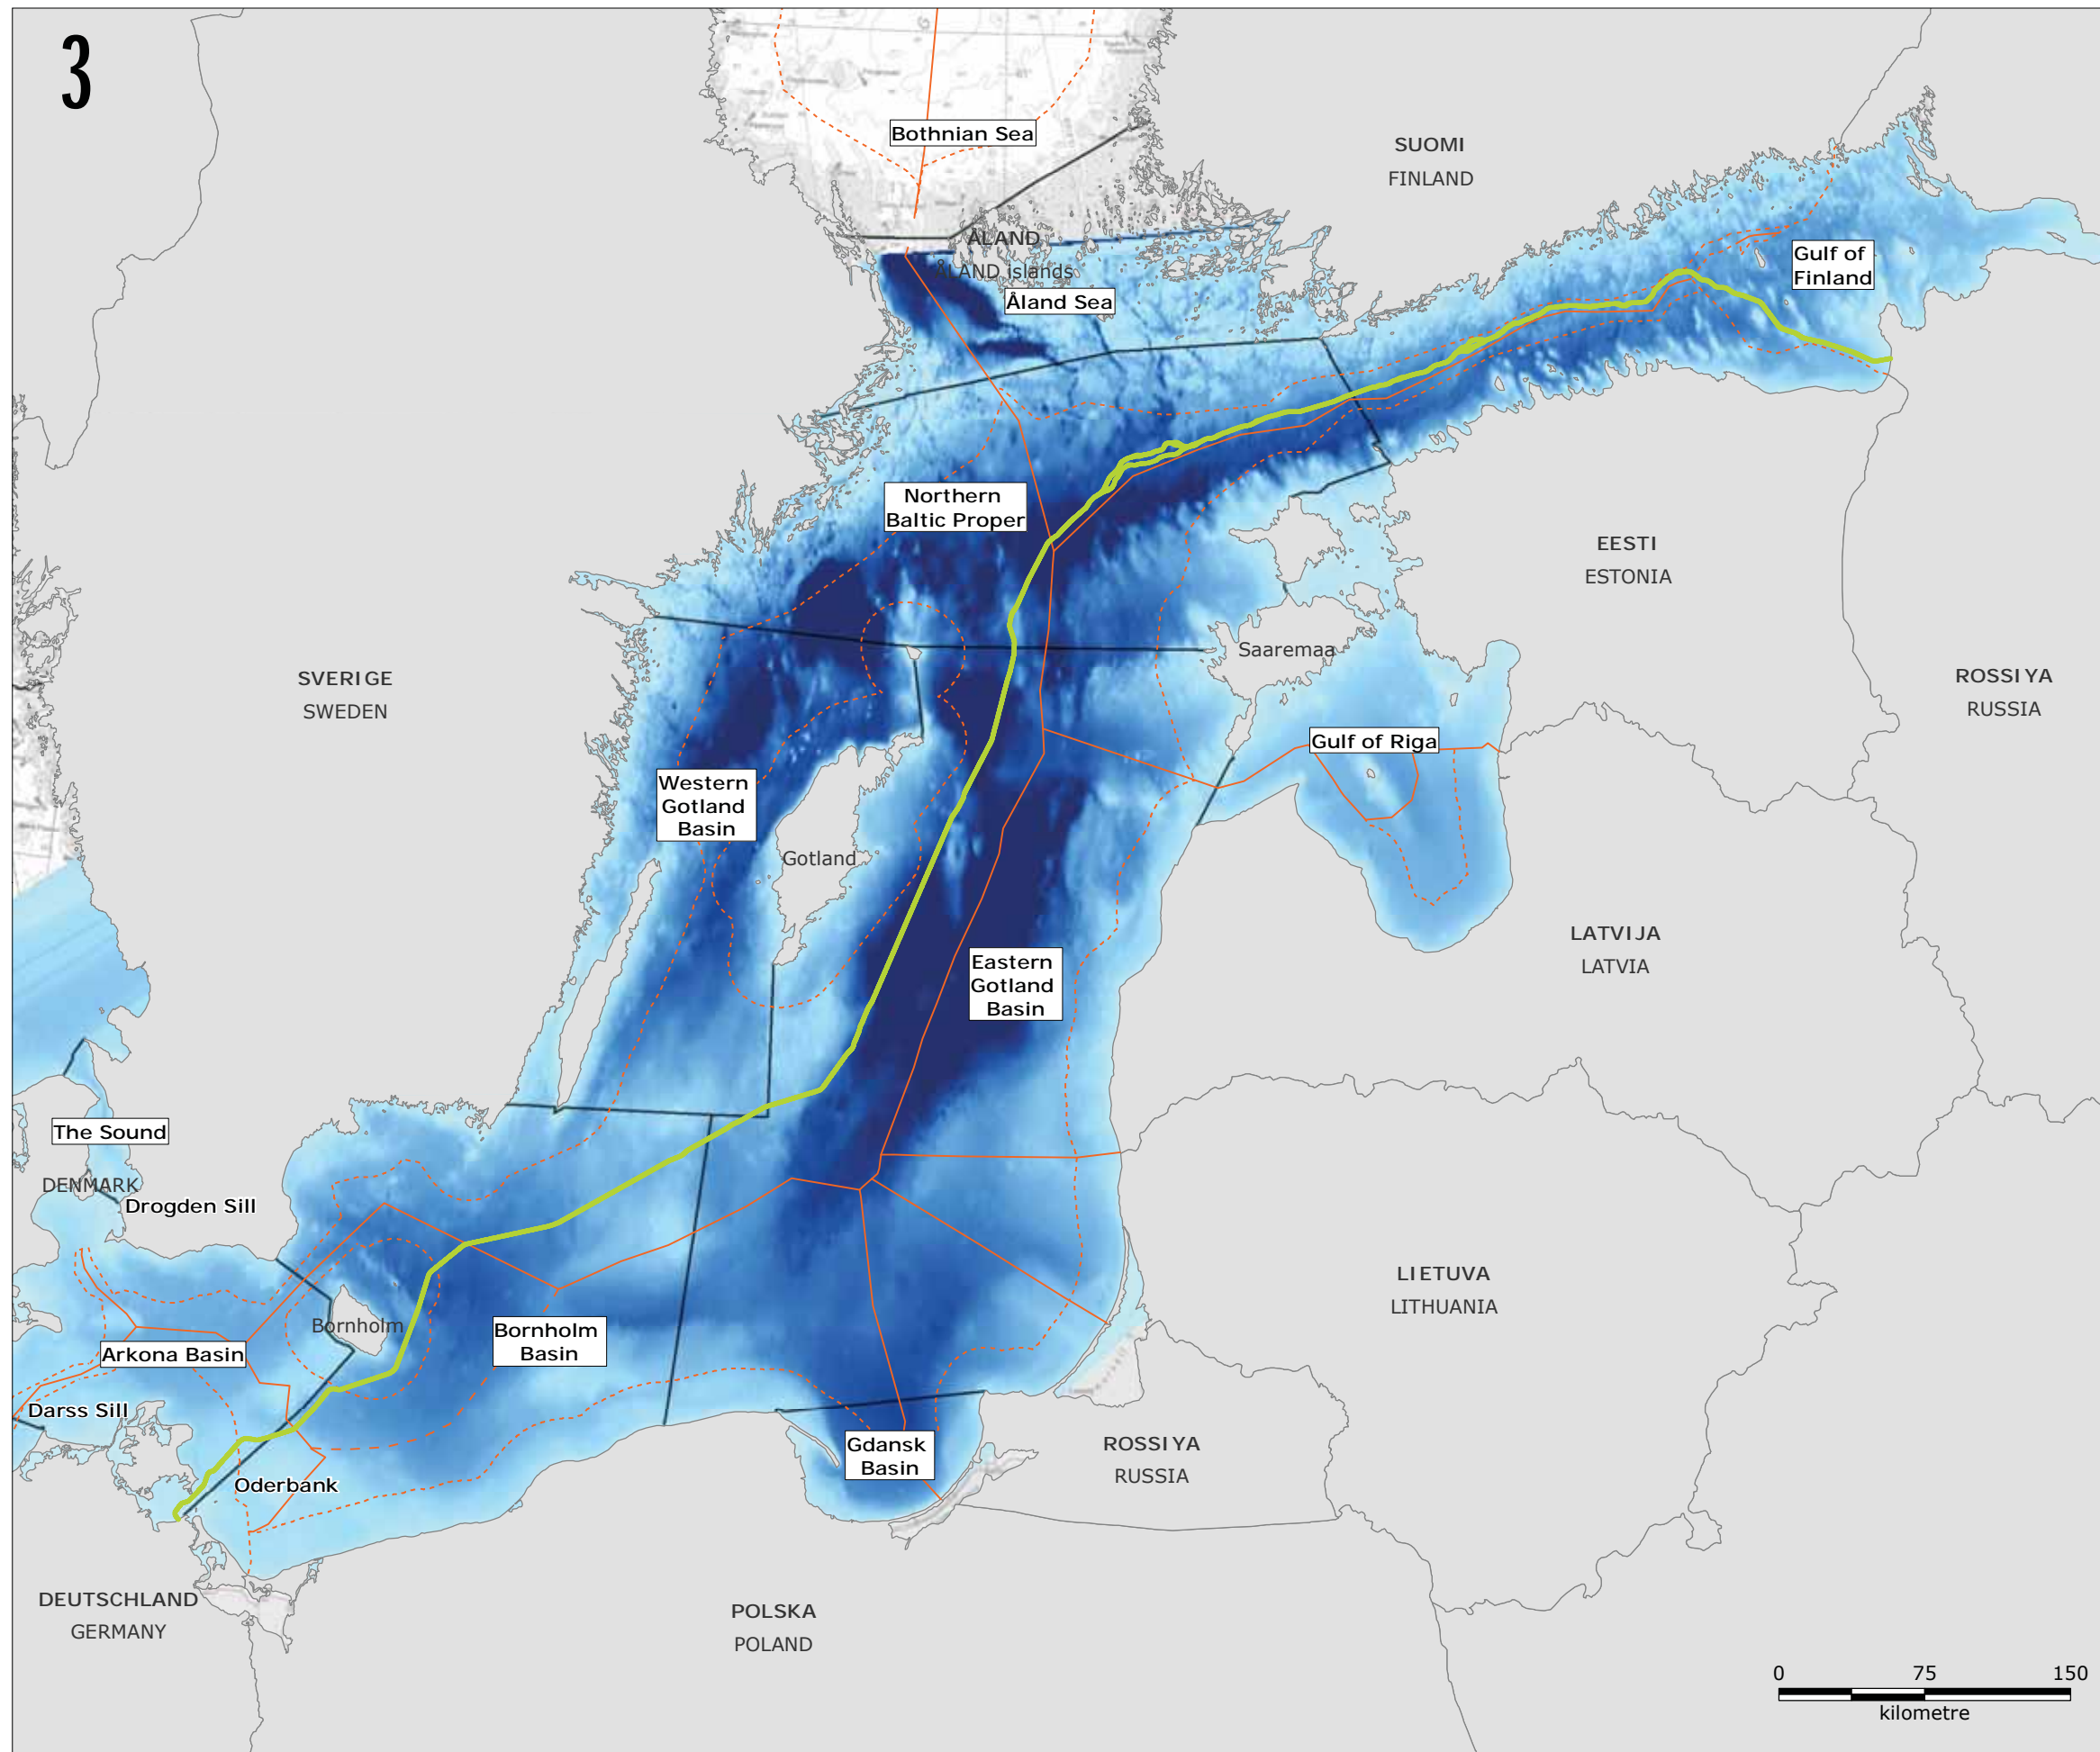 3
Bothnian Sea
SUOMI
FINLAND
ÅLAND
ÅLAND islands
Åland Sea
Gulf of
Finland
Northern
Baltic Proper
EESTI
ESTONIA
SVERIGE
SWEDEN
Saaremaa
ROSSIYA
RUSSIA
Gulf of Riga
Western
Gotland
Basin
Gotland
LATVIJA
LATVIA
Eastern
Gotland
Basin
The Sound
DENMARK
Drogden Sill
LIETUVA
LITHUANIA
Bornholm
Bornholm
Basin
Arkona Basin
Darss Sill
Gdansk
Basin
ROSSIYA
RUSSIA
Oderbank
DEUTSCHLAND
GERMANY
POLSKA
POLAND
0 75 150
kilometre